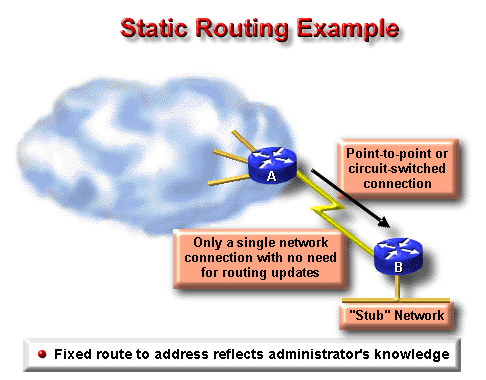 Static Routing Example
Point-to-point or
circuit-switched
connection
A
Only a single network
connection with no need
for routing updates
B
"Stub" Network
Fixed route to address reflects administrator's knowledge